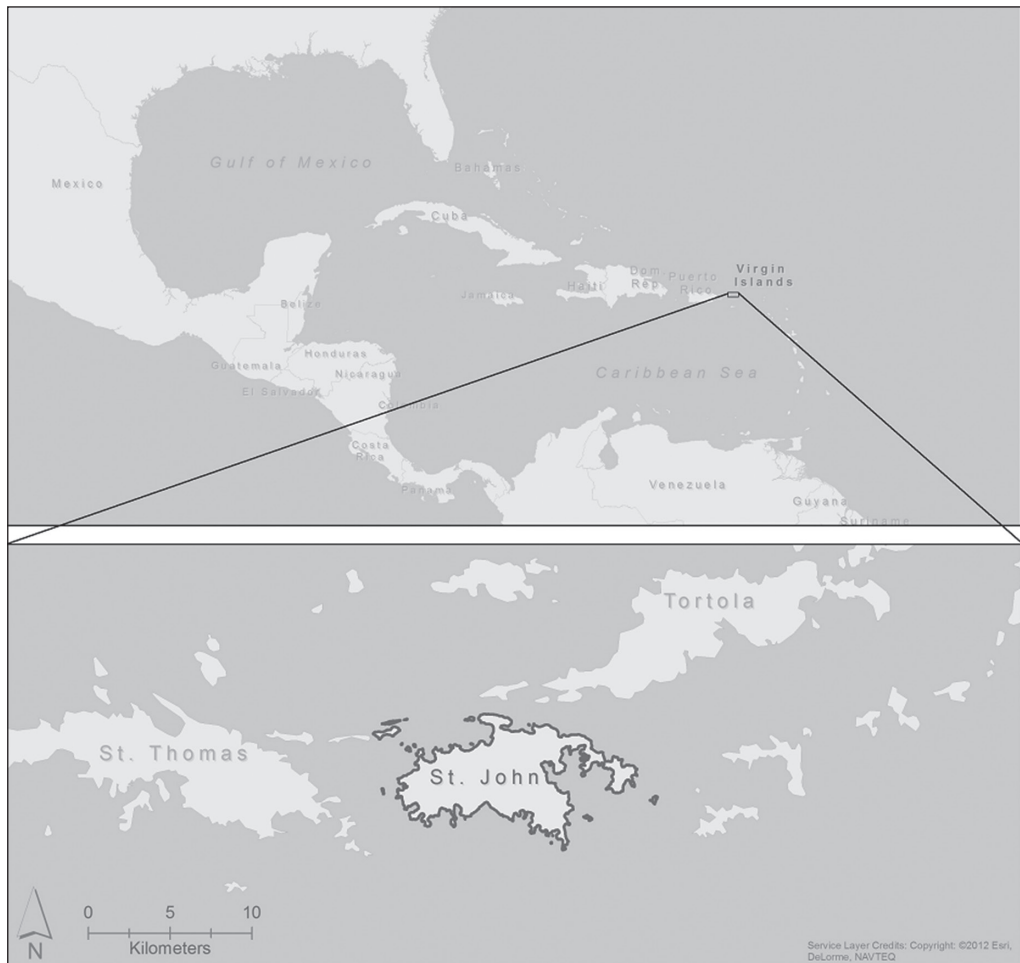 Gulf of Mexico
Bahamas
Mexico
Cuba
Dom.
Rep.
Puerto
Rico
Virgin
Islands
Haiti
Jamaica
Belize
Honduras
Guatemala
Nicaragua
Caribbean Sea
El Salvador
Colombia
Costa
Rica
Venezuela
Panama
Guyana
Suriname
Tortola
St. Thomas
St. John
0 5 10
Kilometers
N
Service Layer Credits: Copyright: ©2012 Esri,
DeLorme, NAVTEQ